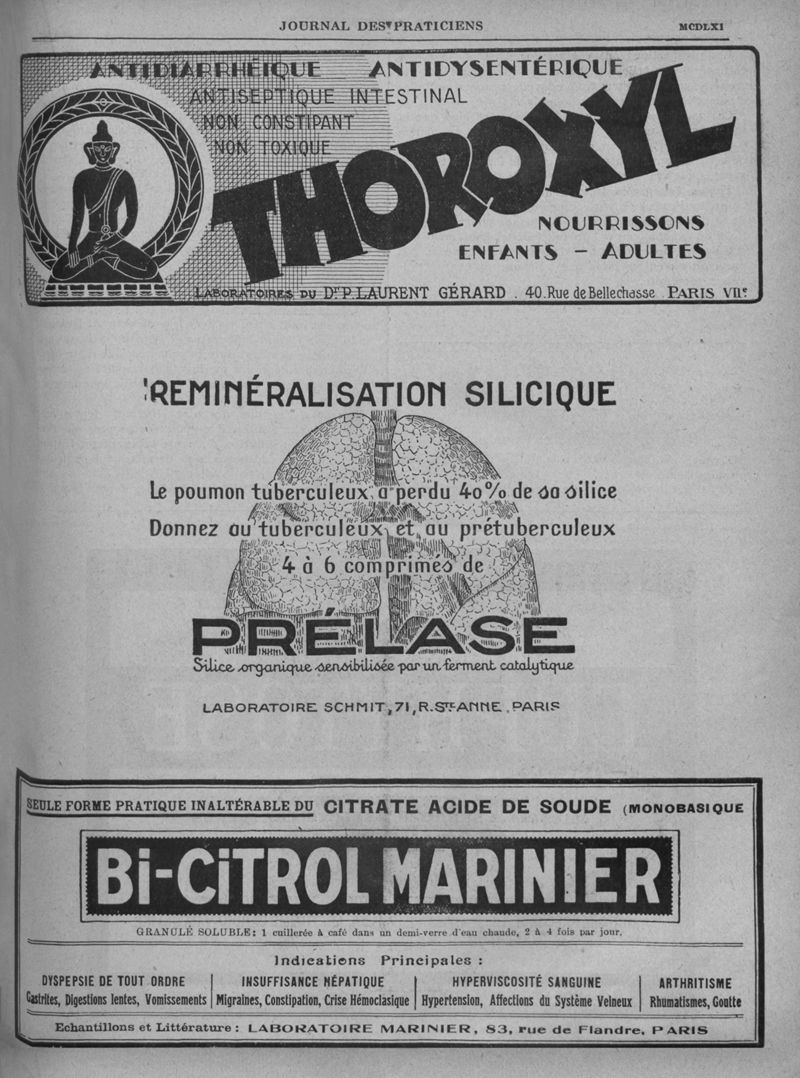 JOURNAL DES PRATICIENS MCDLXI
ANTIDIARRHÉIQUE ANTIDYSENTÉRIQUE
ANTISEPTIQUE INTESTINAL
NON CONSTIPANT
NON TOXIQUE
THOROXYL
NOURRISSONS
ENFANTS - ADULTES
LABORATOIRES DU Dr P. LAURENT GÉRARD . 40. Rue de Bellechasse PARIS VIIe
REMINÉRALISATION SILICIQUE
Le poumon tuberculeux a perdu 40% de sa silice
Donnez au tuberculeux et au prétuberculeux
4 à 6 comprimés de
PRÉLASE
Silice organique sensibilisée par un ferment catalytique
LABORATOIRE SCHMIT, 71, R. STE-ANNE . PARIS
SEULE FORME PRATIQUE INALTÉRABLE DU CITRATE ACIDE DE SOUDE (MONOBASIQUE
Bi-CiTROL MARINIER
GRANULÉ SOLUBLE: 1 cuillerée à café dans un demi-verre d'eau chaude, 2 à 4 fois par jour.
Indications Principales :
DYSPEPSIE DE TOUT ORDRE INSUFFISANCE HÉPATIQUE HYPERVISCOSITÉ SANGUINE ARTHRITISME
Gastrites, Digestions lentes, Vomissements Migraines, Constipation, Crise Hémoclasique Hypertension, Affections du Système Veineux Rhumatismes, Goutte
Echantillons et Littérature : LABORATOIRE MARINIER, 83, rue de Flandre, PARIS